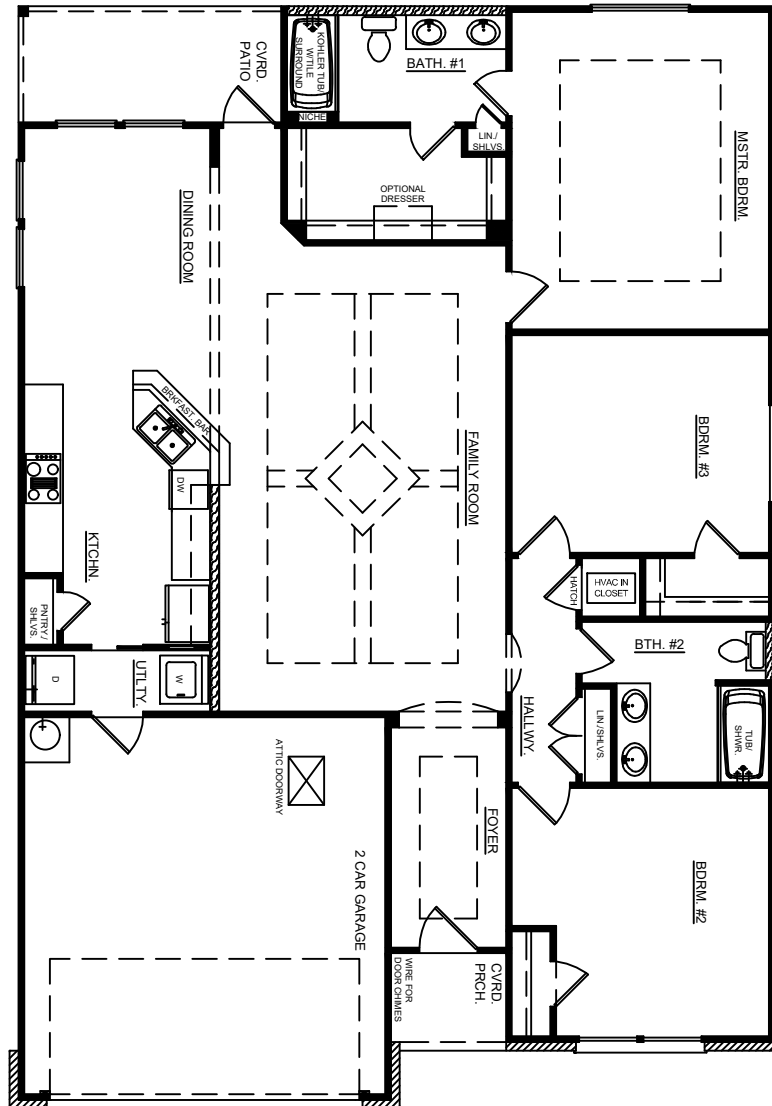 CVRD.
PATIO
KOHLER TUB/
W/TILE
SURROUND
NICHE
BATH. #1
LIN./
SHLVS.
OPTIONAL
DRESSER
MSTR. BDRM.
DINING ROOM
BRKFAST. BAR
DW
FAMILY ROOM
BDRM. #3
KTCHN.
PNTRY./
SHLVS.
HATCH
HVAC IN
CLOSET
BTH. #2
D
UTLTY.
W
HALLWY.
LIN./SHLVS.
TUB/
SHWR.
ATTIC DOORWAY
2 CAR GARAGE
FOYER
BDRM. #2
WIRE FOR
DOOR CHIMES
CVRD.
PRCH.